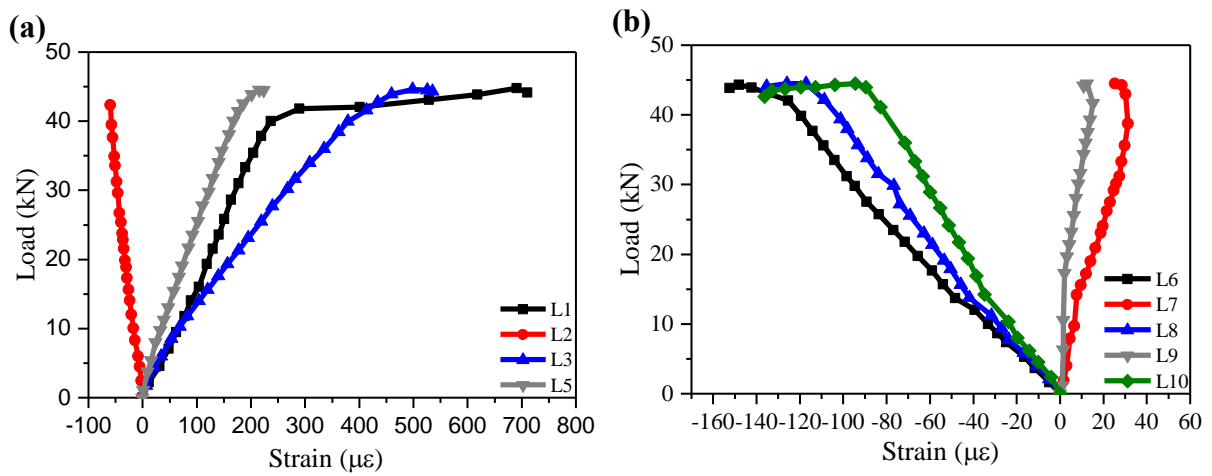 (a)
50
40
30
20
10
0
Load (kN)
-100 0 100 200 300 400 500 600 700 800
Strain (με)
L1
L2
L3
L5
(b)
50
40
30
20
10
0
Load (kN)
-160 -140 -120 -100 -80 -60 -40 -20 0 20 40 60
Strain (με)
L6
L7
L8
L9
L10